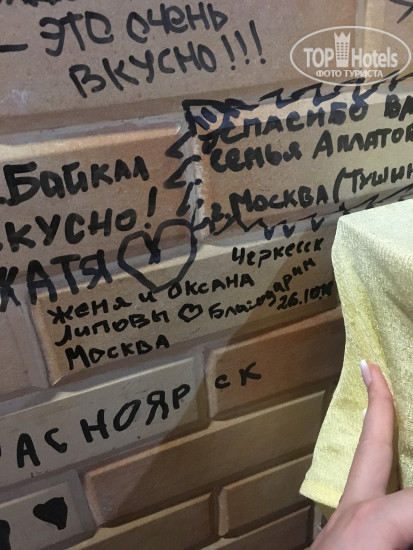 – ЭТО ОЧЕНЬ
ВКУСНО!!!
TOP Hotels
ФОТО ТУРИСТА
СПАСИБО
СЕМЬЯ
г. МОСКВА (ТУШИН
.БАЙКАЛ
ВКУСНО!
КАТЯ
ЖЕНЯ и ОКСАНА
ЛИПОВЫ
МОСКВА
ЧЕРКЕССК
Благодарим
26.10.18
РАСНОЯРСК